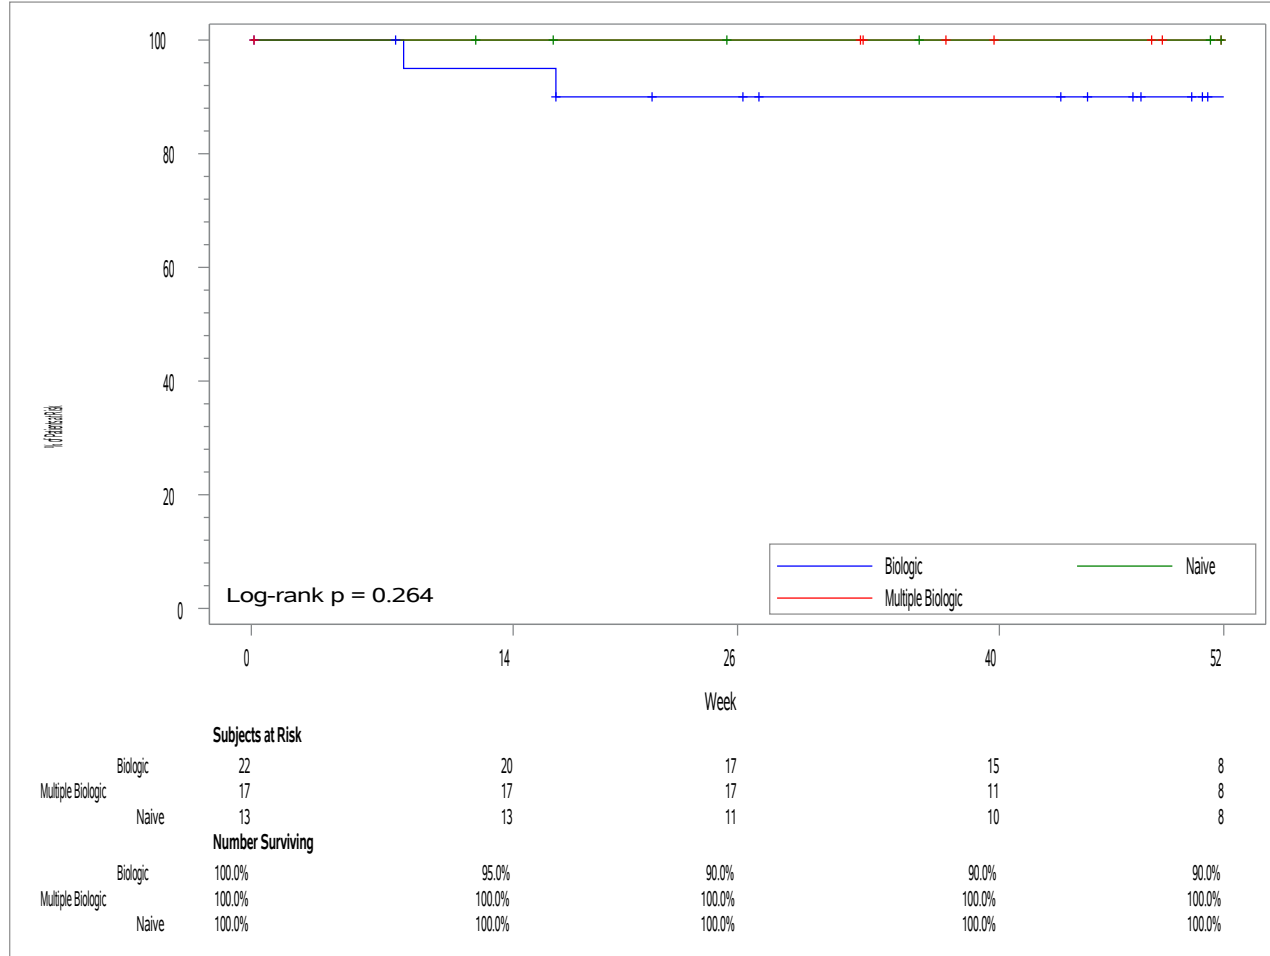 100
80
60
40
20
0
% of Patients at Risk
Log-rank p = 0.264
Biologic Naive
Multiple Biologic
0 14 26 40 52
Week
Subjects at Risk
Biologic 22 20 17 15 8
Multiple Biologic 17 17 17 11 8
Naive 13 13 11 10 8
Number Surviving
Biologic 100.0% 95.0% 90.0% 90.0% 90.0%
Multiple Biologic 100.0% 100.0% 100.0% 100.0% 100.0%
Naive 100.0% 100.0% 100.0% 100.0% 100.0%